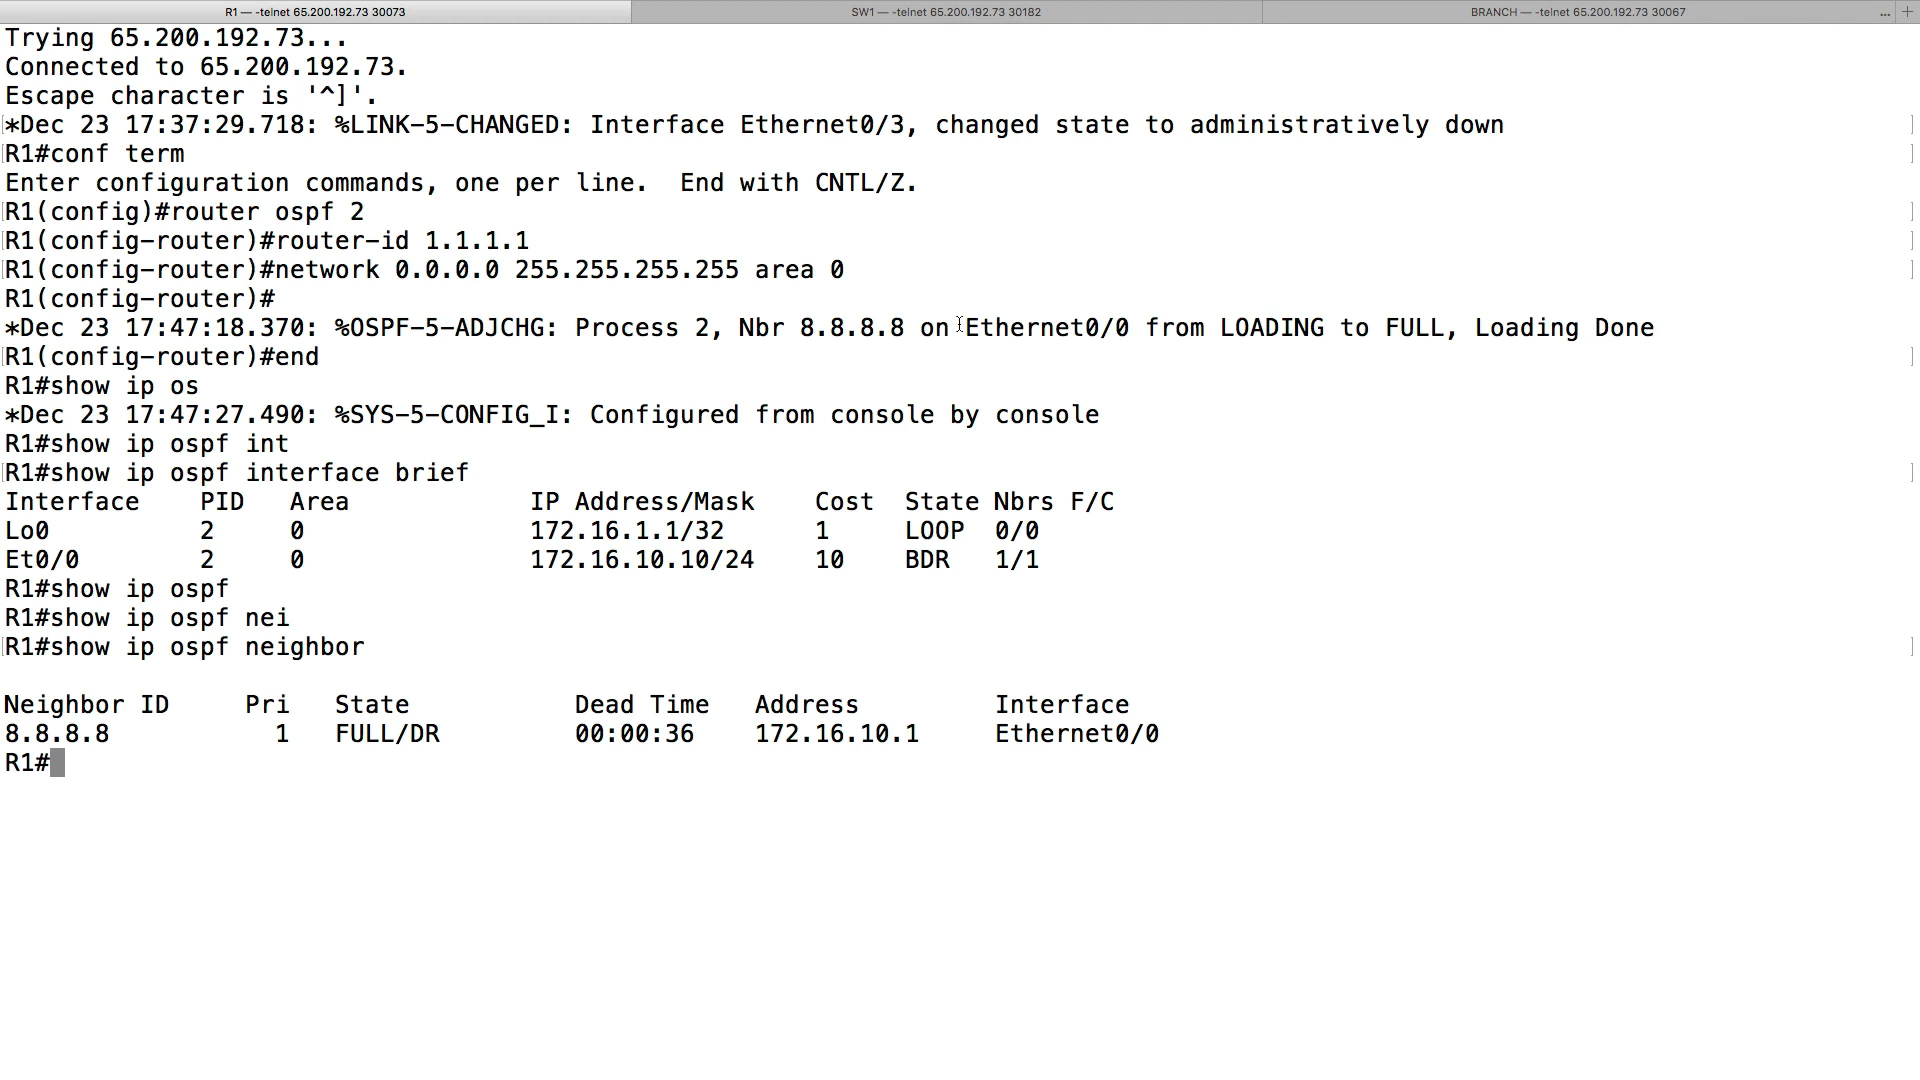 R1 — -telnet 65.200.192.73 30073 SW1 — -telnet 65.200.192.73 30182 BRANCH — -telnet 65.200.192.73 30067 ... +
Trying 65.200.192.73...
Connected to 65.200.192.73.
Escape character is '^]'.
*Dec 23 17:37:29.718: %LINK-5-CHANGED: Interface Ethernet0/3, changed state to administratively down
R1#conf term
Enter configuration commands, one per line.  End with CNTL/Z.
R1(config)#router ospf 2
R1(config-router)#router-id 1.1.1.1
R1(config-router)#network 0.0.0.0 255.255.255.255 area 0
R1(config-router)#
*Dec 23 17:47:18.370: %OSPF-5-ADJCHG: Process 2, Nbr 8.8.8.8 on Ethernet0/0 from LOADING to FULL, Loading Done
R1(config-router)#end
R1#show ip os
*Dec 23 17:47:27.490: %SYS-5-CONFIG_I: Configured from console by console
R1#show ip ospf int
R1#show ip ospf interface brief
Interface    PID   Area            IP Address/Mask    Cost  State Nbrs F/C
Lo0          2     0               172.16.1.1/32      1     LOOP  0/0
Et0/0        2     0               172.16.10.10/24    10    BDR   1/1
R1#show ip ospf
R1#show ip ospf nei
R1#show ip ospf neighbor
Neighbor ID     Pri   State           Dead Time   Address         Interface
8.8.8.8           1   FULL/DR         00:00:36    172.16.10.1     Ethernet0/0
R1#